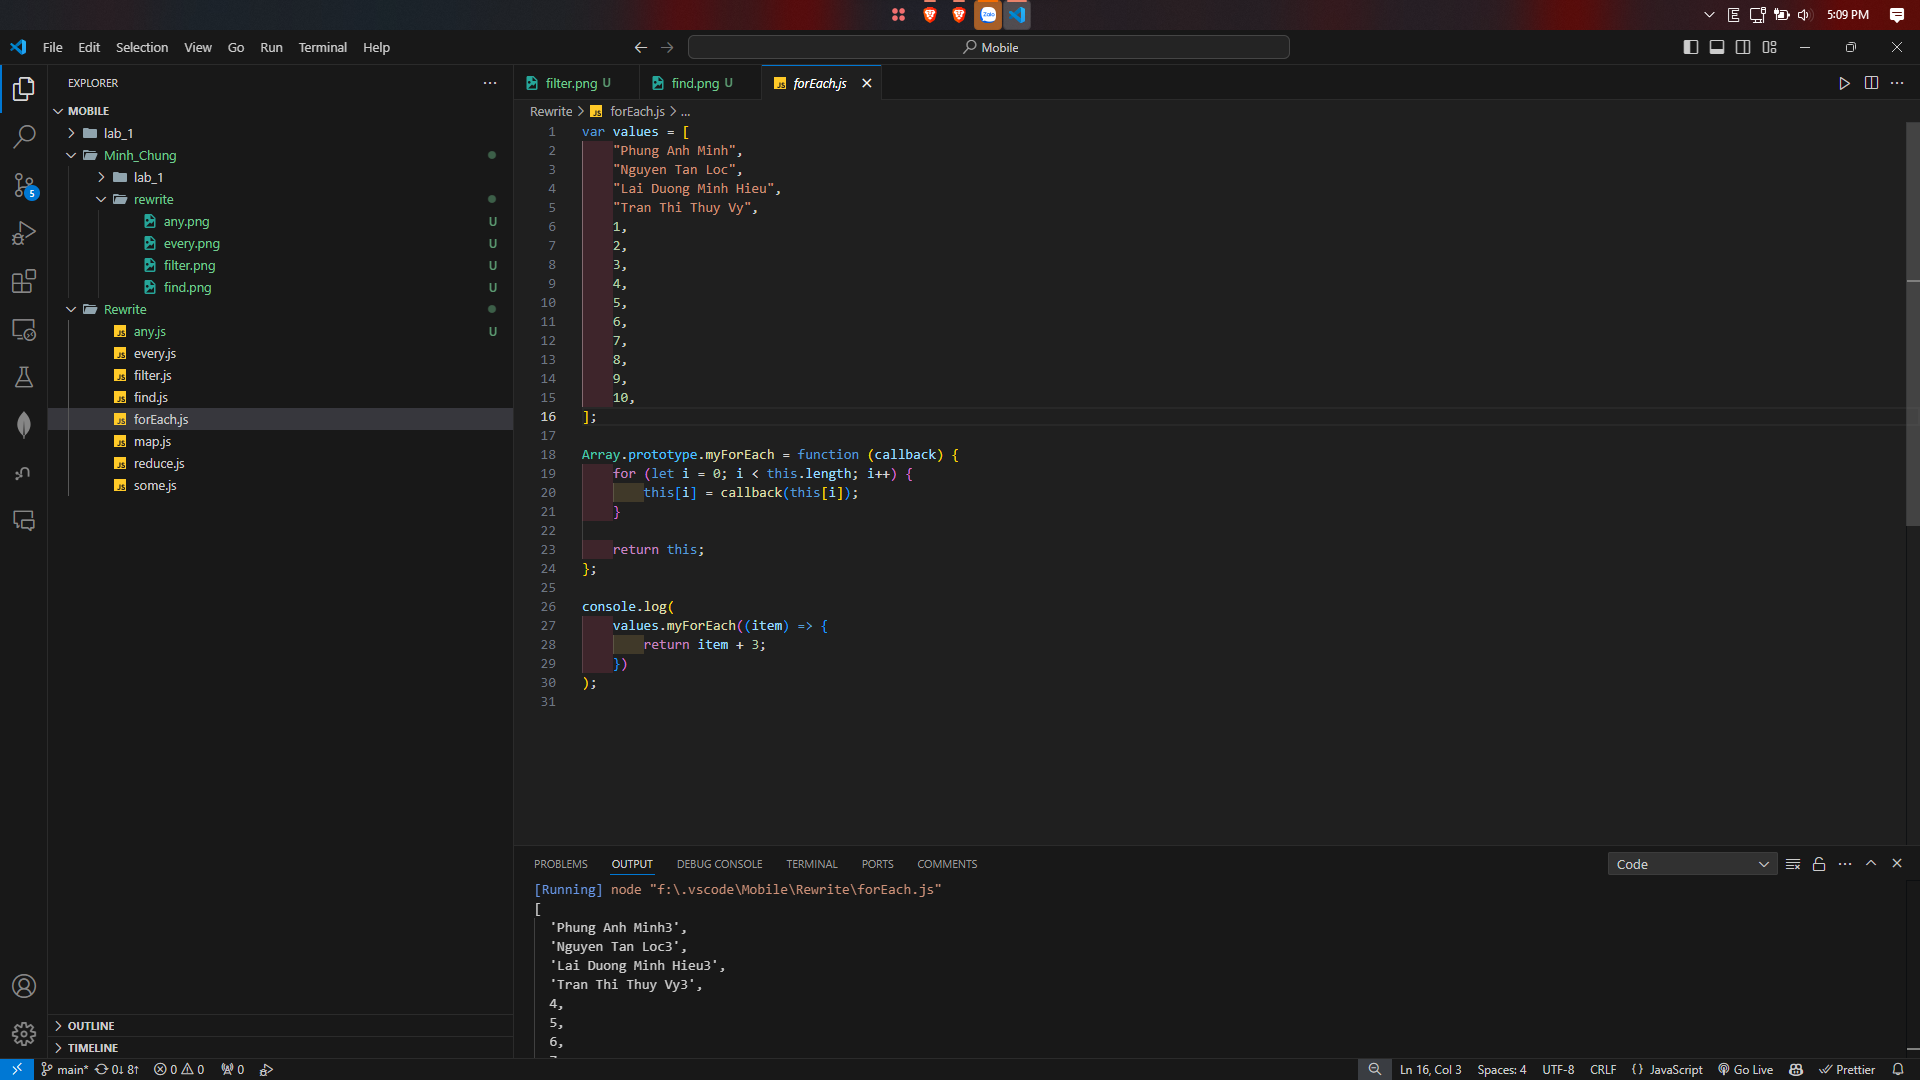 Zalo
5:09 PM
File Edit Selection View Go Run Terminal Help
Mobile
EXPLORER
MOBILE
lab_1
Minh_Chung
lab_1
rewrite
any.png U
every.png U
filter.png U
find.png U
Rewrite
any.js U
every.js
filter.js
find.js
forEach.js
map.js
reduce.js
some.js
OUTLINE
TIMELINE
5
filter.png U find.png U forEach.js
Rewrite > forEach.js > ...
1 var values = [
2 "Phung Anh Minh",
3 "Nguyen Tan Loc",
4 "Lai Duong Minh Hieu",
5 "Tran Thi Thuy Vy",
6 1,
7 2,
8 3,
9 4,
10 5,
11 6,
12 7,
13 8,
14 9,
15 10,
16 ];
17
18 Array.prototype.myForEach = function (callback) {
19 for (let i = 0; i < this.length; i++) {
20 this[i] = callback(this[i]);
21 }
22
23 return this;
24 };
25
26 console.log(
27 values.myForEach((item) => {
28 return item + 3;
29 })
30 );
31
PROBLEMS OUTPUT DEBUG CONSOLE TERMINAL PORTS COMMENTS
Code
[Running] node "f:\.vscode\Mobile\Rewrite\forEach.js"
[
'Phung Anh Minh3',
'Nguyen Tan Loc3',
'Lai Duong Minh Hieu3',
'Tran Thi Thuy Vy3',
4,
5,
6,
main* 0↓ 8↑ 0 0 0 Ln 16, Col 3 Spaces: 4 UTF-8 CRLF {} JavaScript Go Live Prettier